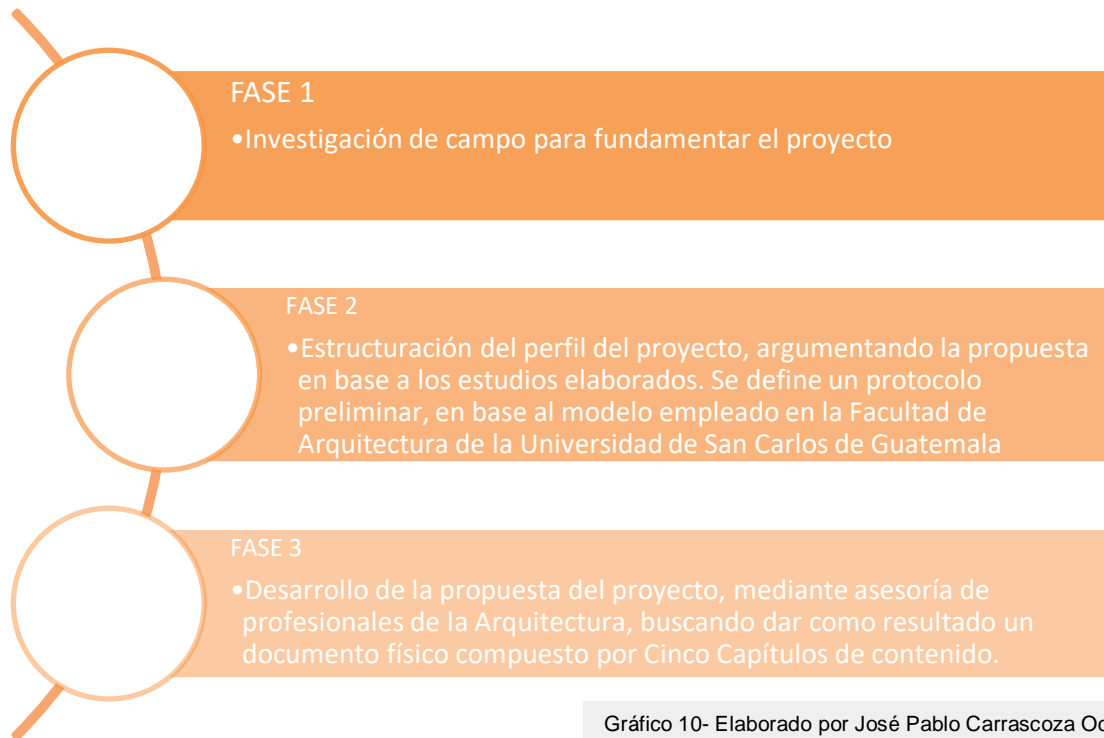 FASE 1
•Investigación de campo para fundamentar el proyecto
FASE 2
•Estructuración del perfil del proyecto, argumentando la propuesta
en base a los estudios elaborados. Se define un protocolo
preliminar, en base al modelo empleado en la Facultad de
Arquitectura de la Universidad de San Carlos de Guatemala
FASE 3
•Desarrollo de la propuesta del proyecto, mediante asesoría de
profesionales de la Arquitectura, buscando dar como resultado un
documento físico compuesto por Cinco Capítulos de contenido.
Gráfico 10- Elaborado por José Pablo Carrascoza